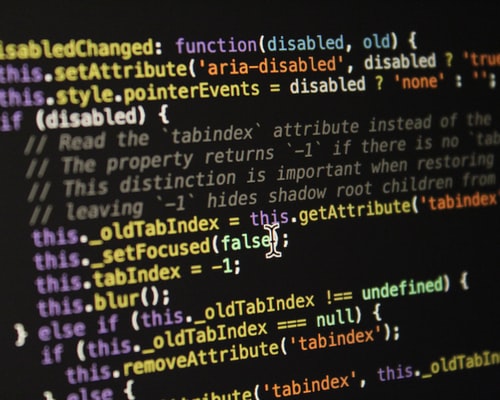 isabledChanged: function(disabled, old) {
this.setAttribute('aria-disabled', disabled ? 'true
this.style.pointerEvents = disabled ? 'none' : '';
if (disabled) {
// Read the `tabindex` attribute instead of the
// The property returns `-1` if there is no `tab
// This distinction is important when restoring
// leaving `-1` hides shadow root children from
this._oldTabIndex = this.getAttribute('tabindex
this._setFocused(false);
this.tabIndex = -1;
this.blur();
} else if (this._oldTabIndex !== undefined) {
if (this._oldTabIndex === null) {
this.removeAttribute('tabindex');
} else {
ttribute('tabindex', this._oldTabIn